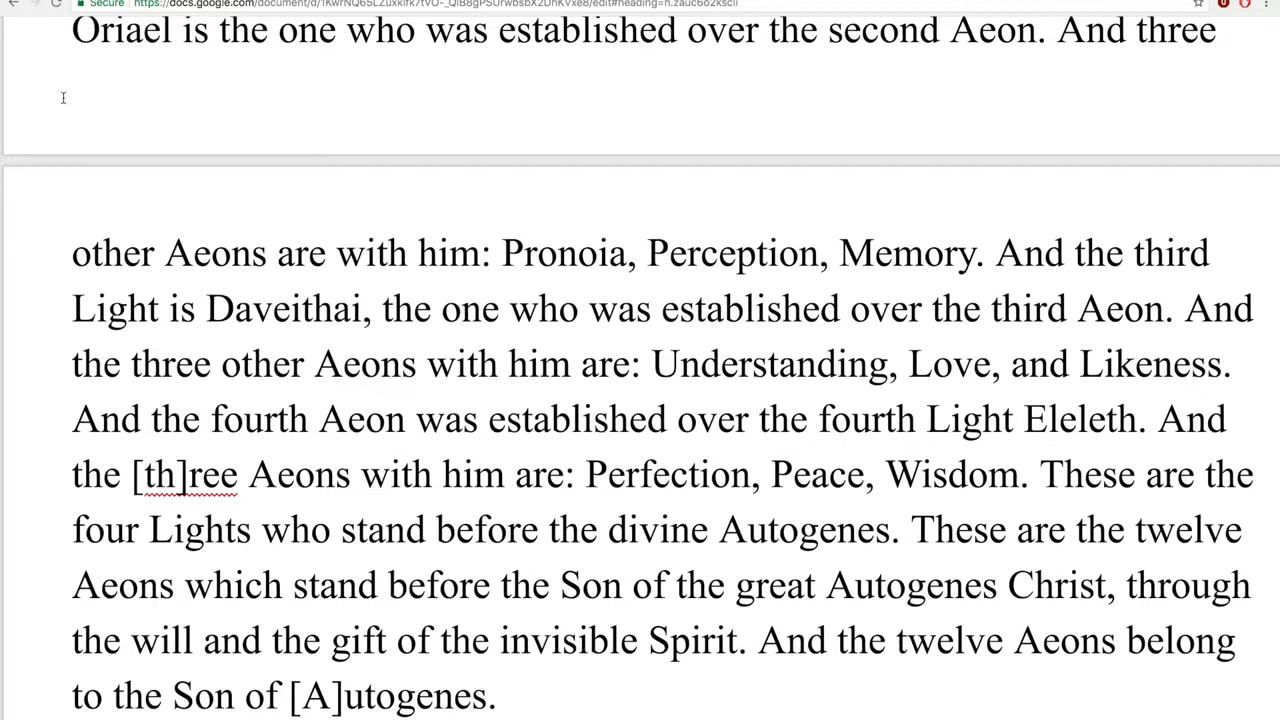 Secure
Oriael is the one who was established over the second Aeon. And three
other Aeons are with him: Pronoia, Perception, Memory. And the third
Light is Daveithai, the one who was established over the third Aeon. And
the three other Aeons with him are: Understanding, Love, and Likeness.
And the fourth Aeon was established over the fourth Light Eleleth. And
the [th]ree Aeons with him are: Perfection, Peace, Wisdom. These are the
four Lights who stand before the divine Autogenes. These are the twelve
Aeons which stand before the Son of the great Autogenes Christ, through
the will and the gift of the invisible Spirit. And the twelve Aeons belong
to the Son of [A]utogenes.